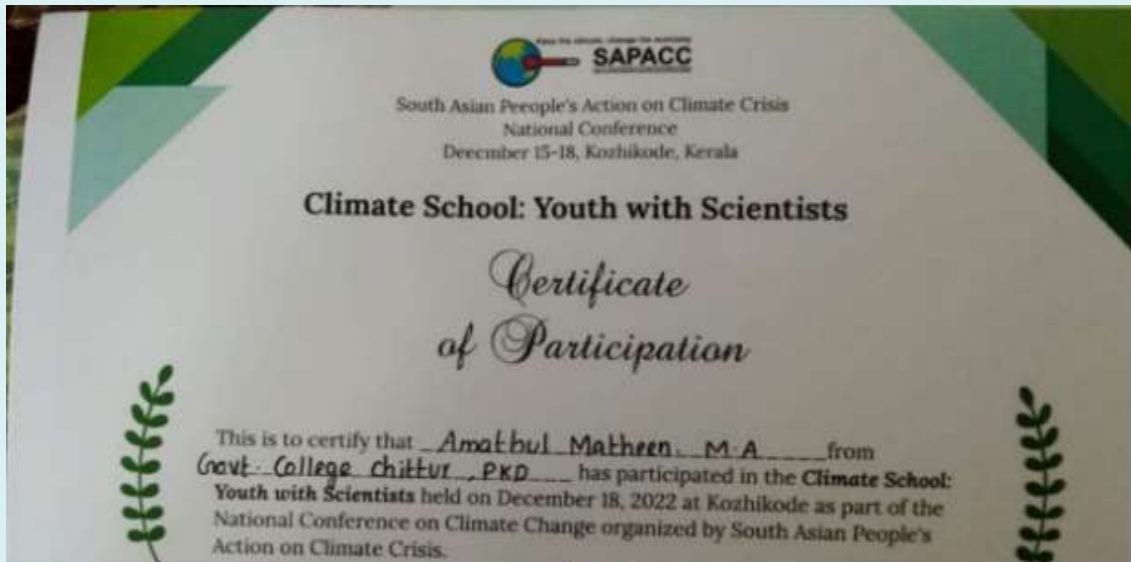 SAPACC
South Asian Peeople's Action on Climate Crisis
National Conference
December 15-18, Kozhikode, Kerala
Climate School: Youth with Scientists
Certificate
of Participation
This is to certify that Amathul Matheen. M.A from
Govt. College Chittur, PKD has participated in the Climate School:
Youth with Scientists held on December 18, 2022 at Kozhikode as part of the
National Conference on Climate Change organized by South Asian People's
Action on Climate Crisis.